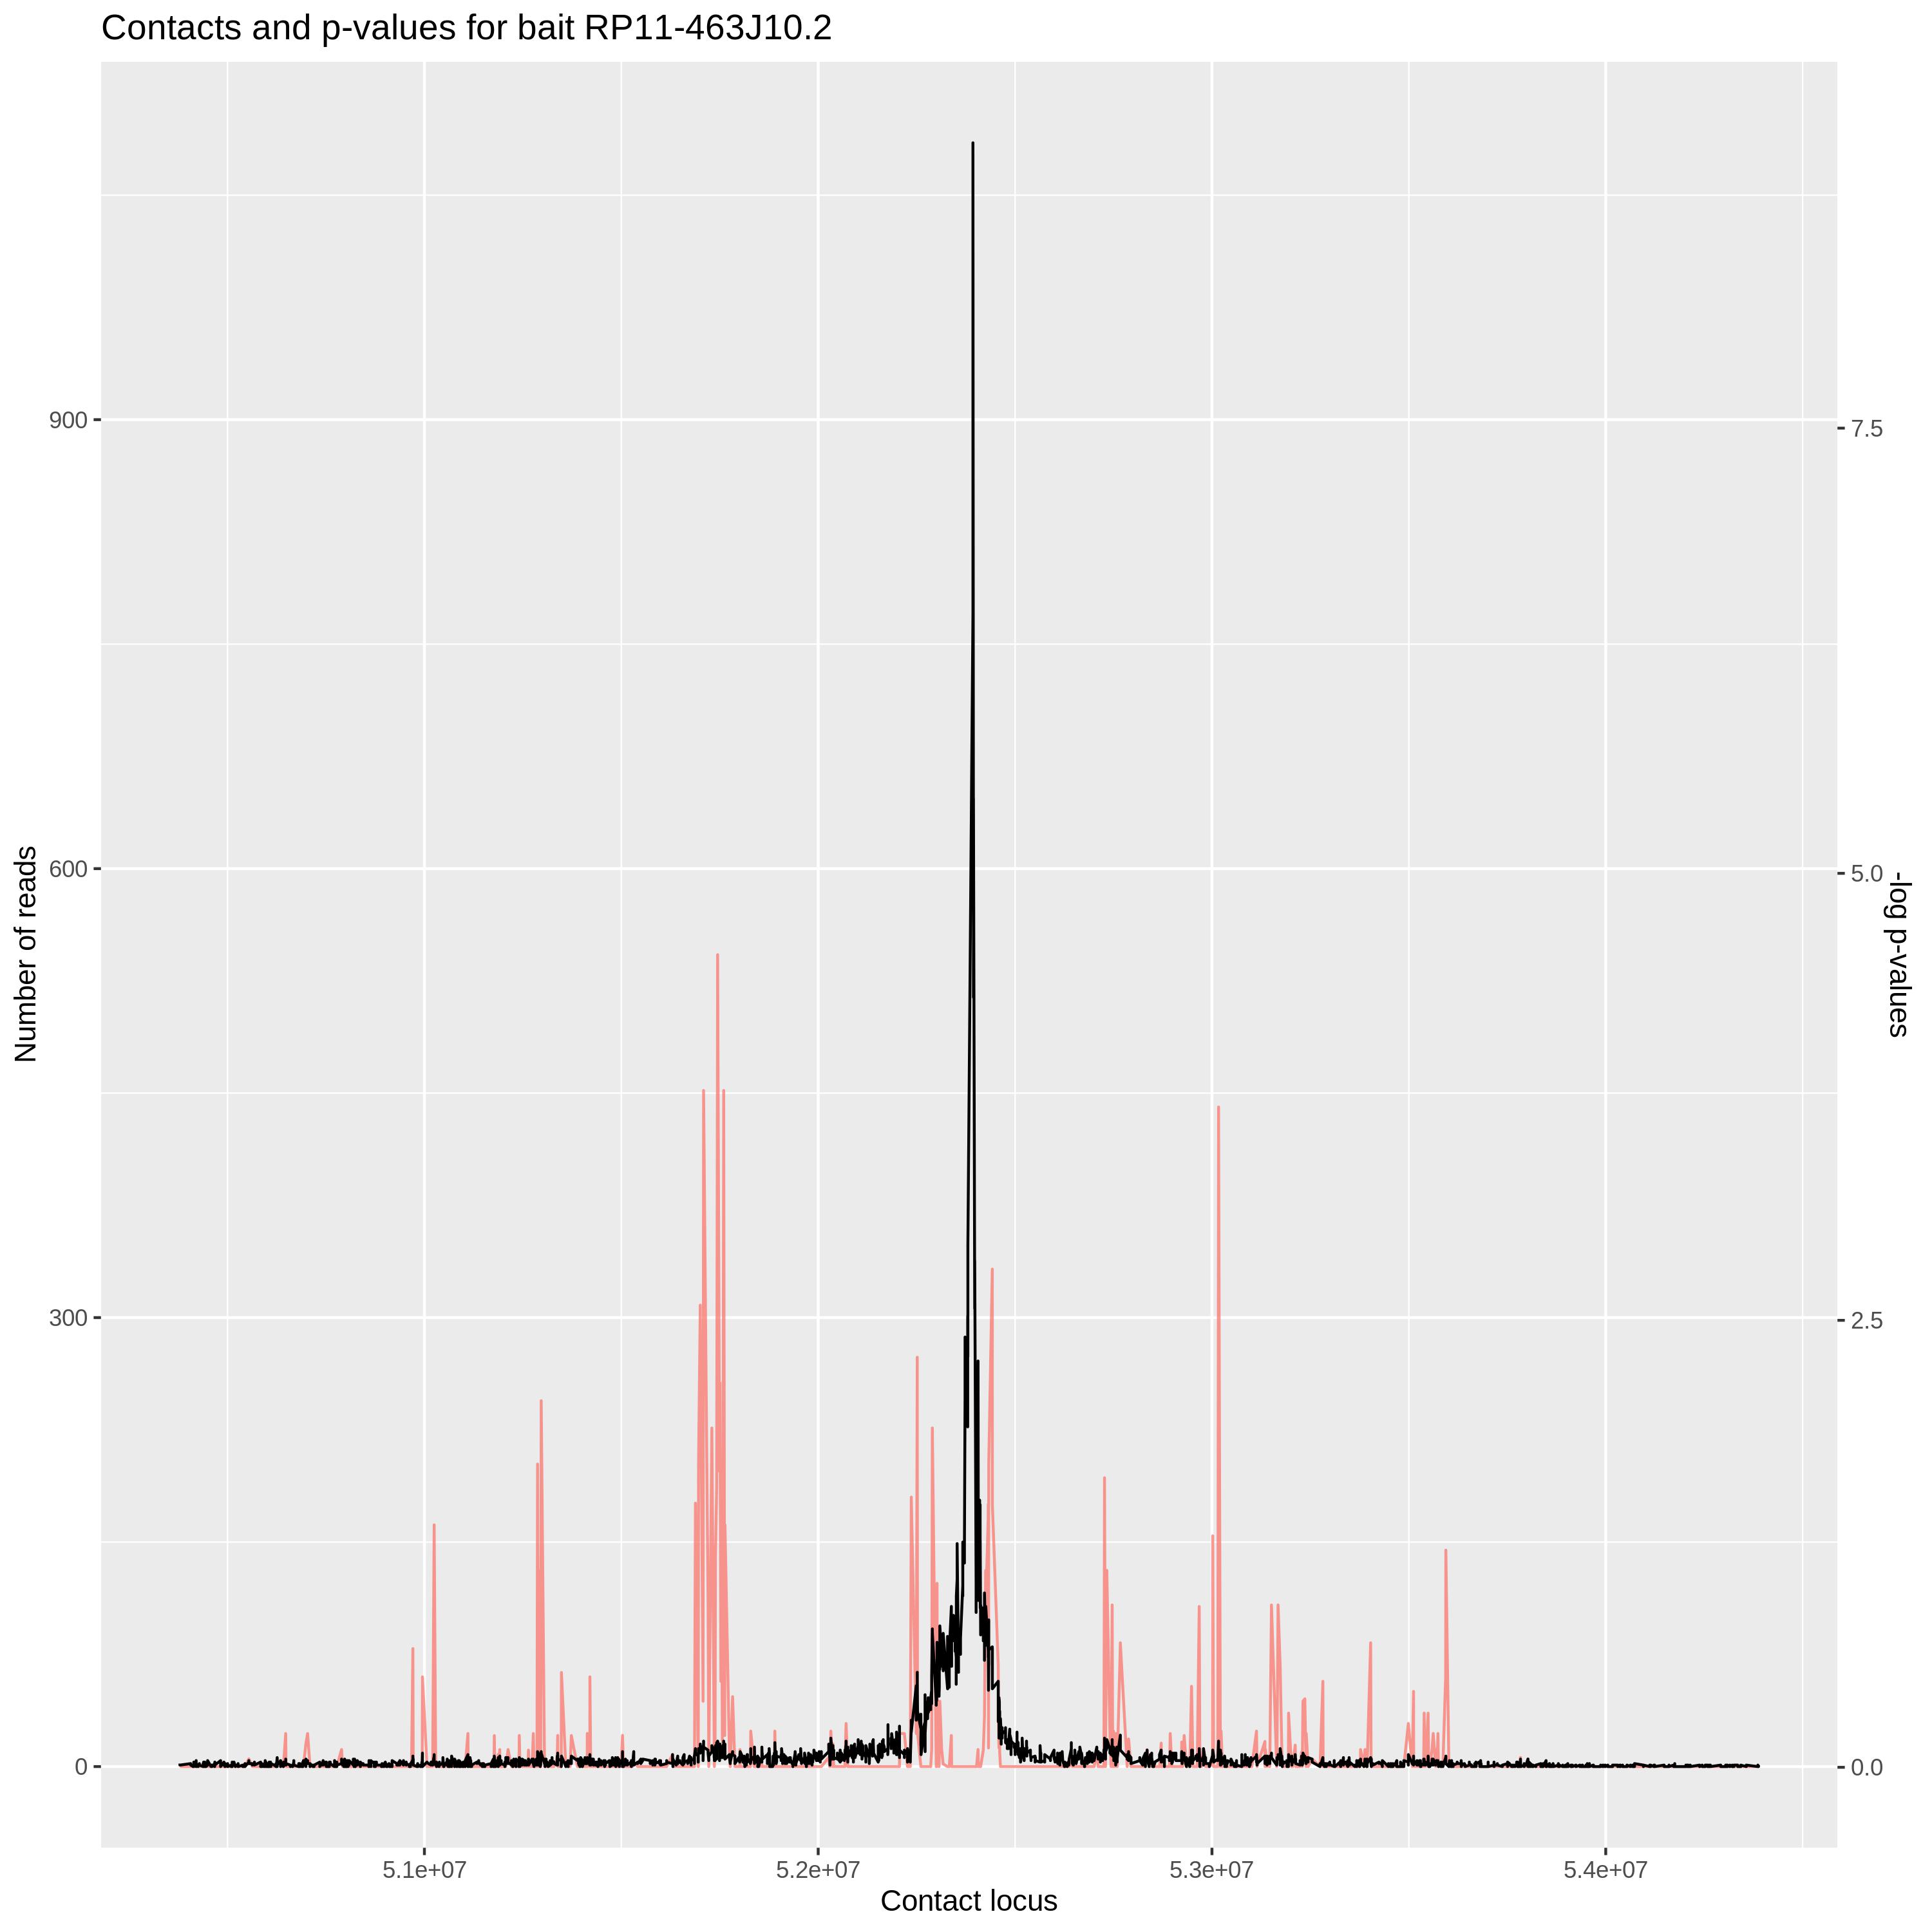 Contacts and p-values for bait RP11-463J10.2
900
600
300
0
Number of reads
7.5
5.0
2.5
0.0
-log p-values
5.1e+07
5.2e+07
5.3e+07
5.4e+07
Contact locus